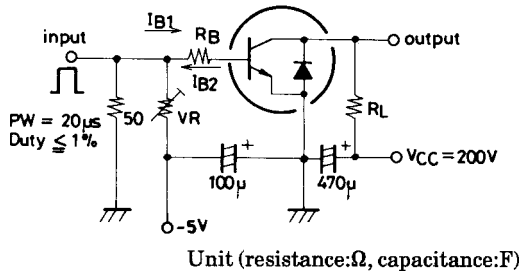 IB1
input
RB
output
IB2
PW = 20µs
Duty ≤ 1%
50
VR
RL
+
+
VCC = 200V
100µ
470µ
-5V
Unit (resistance:Ω, capacitance:F)